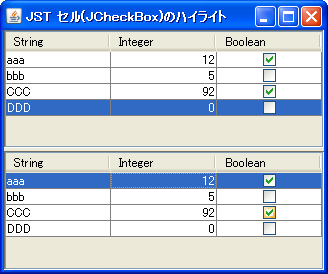 JST セル(JCheckBox)のハイライト
String Integer Boolean
aaa 12
bbb 5
CCC 92
DDD 0
String Integer Boolean
aaa 12
bbb 5
CCC 92
DDD 0